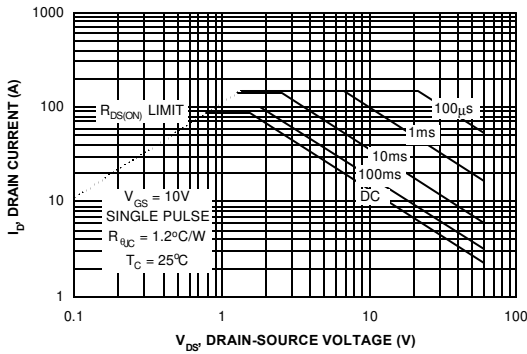 1000
100
10
1
0.1
1
10
100
I_D, DRAIN CURRENT (A)
V_DS, DRAIN-SOURCE VOLTAGE (V)
R_DS(ON) LIMIT
100µs
1ms
10ms
100ms
DC
V_GS = 10V
SINGLE PULSE
R_θJC = 1.2°C/W
T_C = 25°C